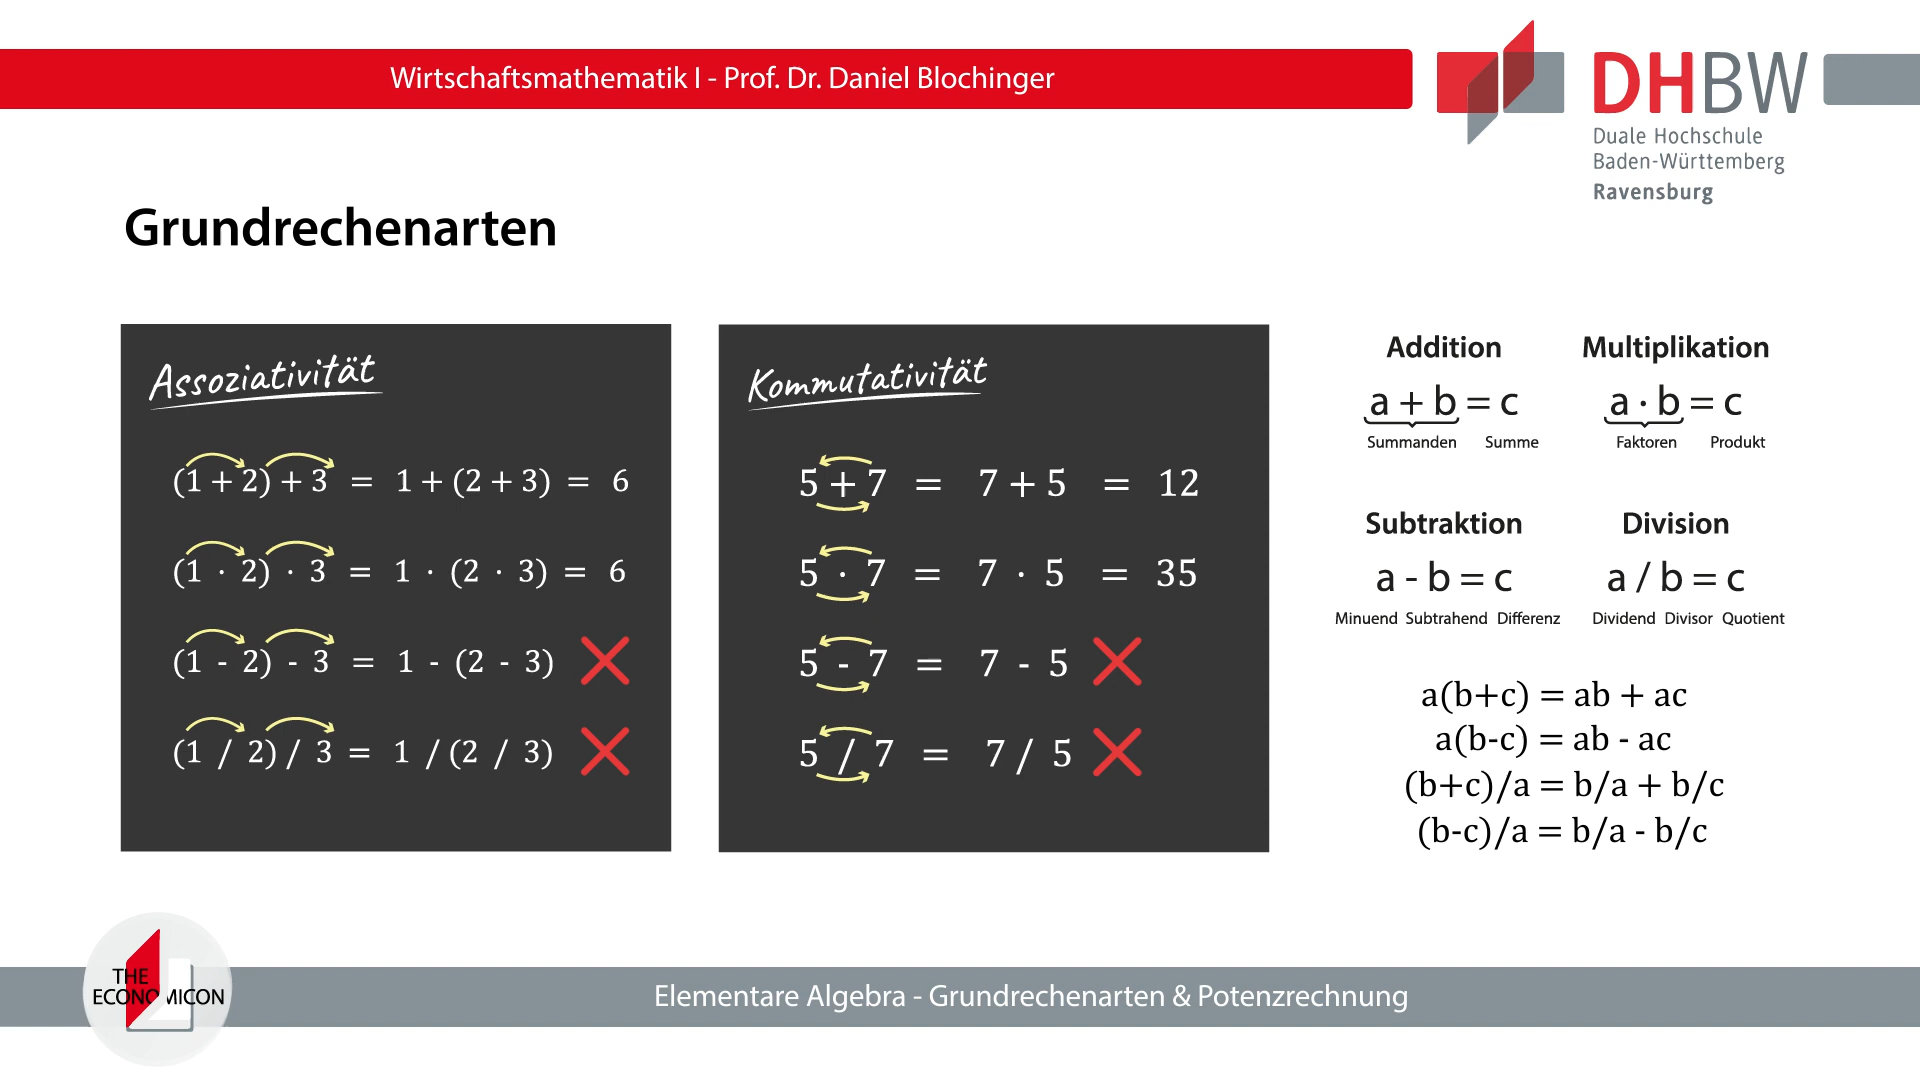 Wirtschaftsmathematik I - Prof. Dr. Daniel Blochinger
DHBW
Duale Hochschule
Baden-Württemberg
Ravensburg
Grundrechenarten
Assoziativität
(1 + 2) + 3 = 1 + (2 + 3) = 6
(1 · 2) · 3 = 1 · (2 · 3) = 6
(1 - 2) - 3 = 1 - (2 - 3)
(1 / 2) / 3 = 1 / (2 / 3)
Kommutativität
5 + 7 = 7 + 5 = 12
5 · 7 = 7 · 5 = 35
5 - 7 = 7 - 5
5 / 7 = 7 / 5
Addition
a + b = c
Summanden Summe
Multiplikation
a · b = c
Faktoren Produkt
Subtraktion
a - b = c
Minuend Subtrahend Differenz
Division
a / b = c
Dividend Divisor Quotient
a(b+c) = ab + ac
a(b-c) = ab - ac
(b+c)/a = b/a + b/c
(b-c)/a = b/a - b/c
THE
ECONOMICON
Elementare Algebra - Grundrechenarten & Potenzrechnung